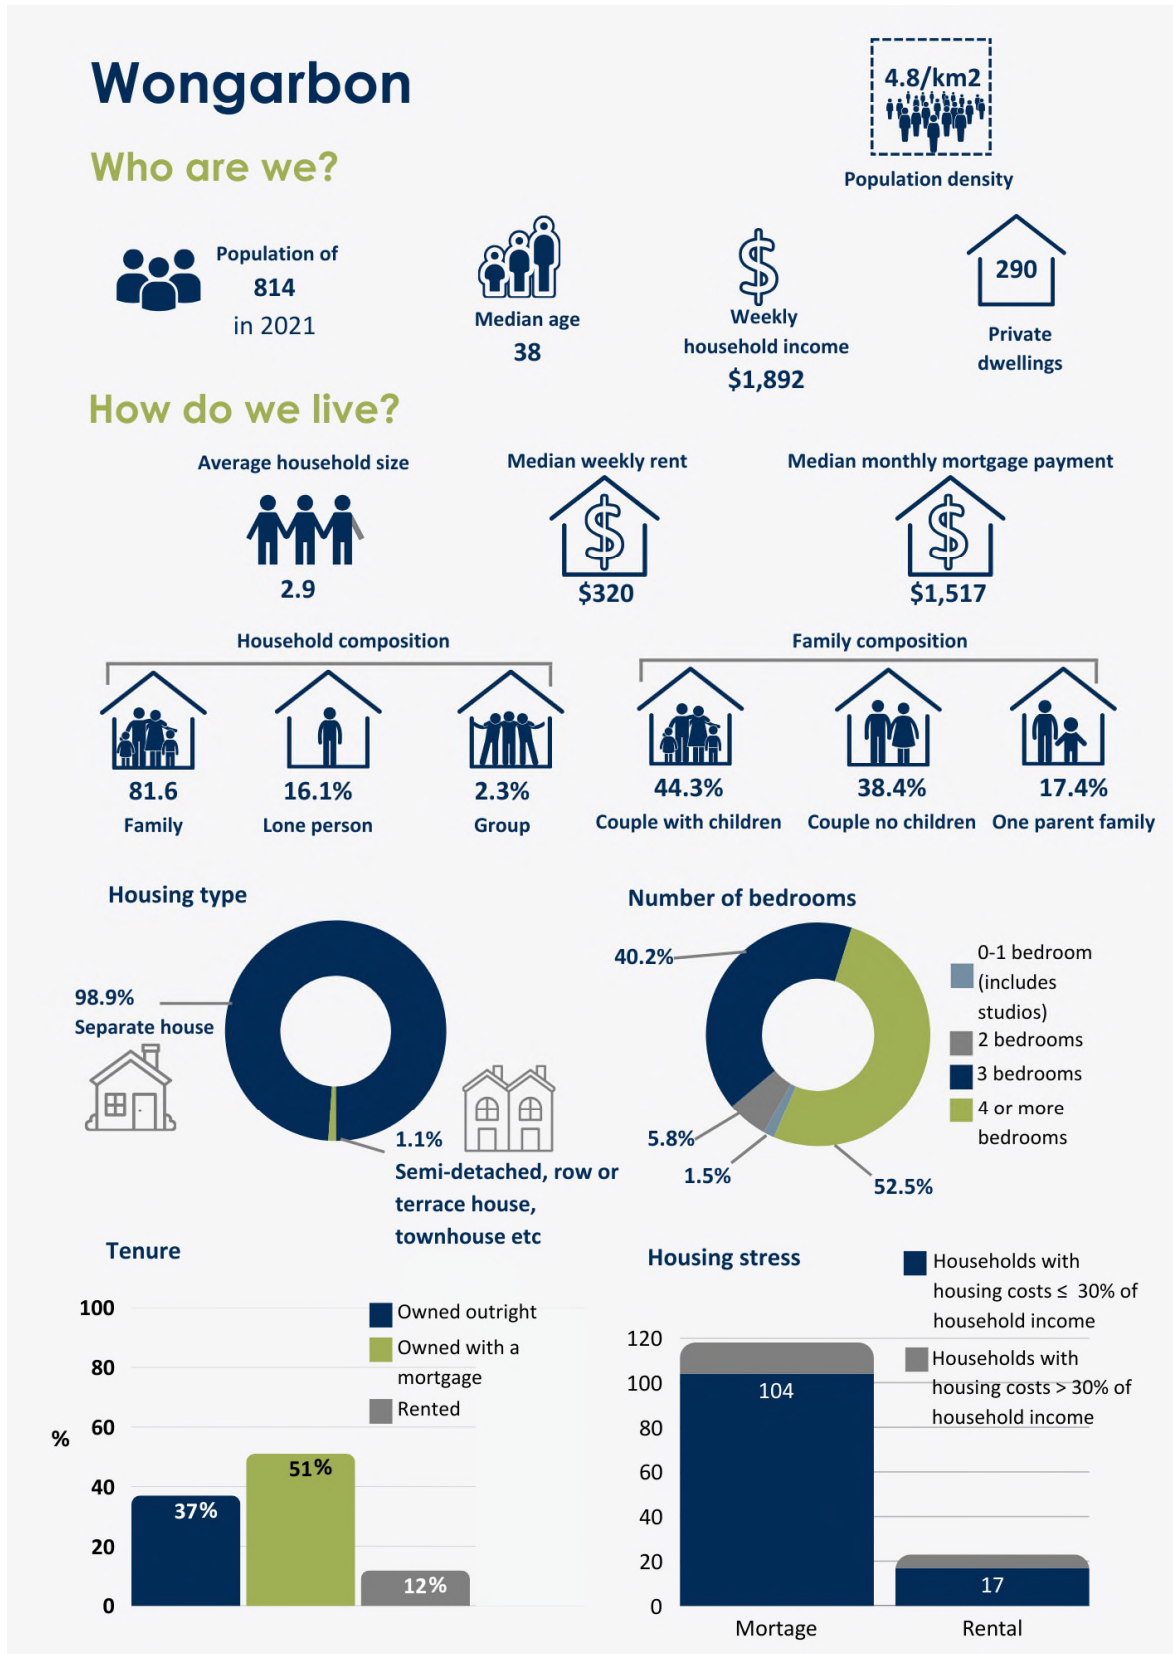 Wongarbon
4.8/km2
Population density
Who are we?
Population of
814
in 2021
Median age
38
Weekly
household income
$1,892
290
Private
dwellings
How do we live?
Average household size
2.9
Median weekly rent
$320
Median monthly mortgage payment
$1,517
Household composition
81.6
Family
16.1%
Lone person
2.3%
Group
Family composition
44.3%
Couple with children
38.4%
Couple no children
17.4%
One parent family
Housing type
98.9%
Separate house
1.1%
Semi-detached, row or
terrace house,
townhouse etc
Number of bedrooms
40.2%
5.8%
1.5%
52.5%
0-1 bedroom
(includes
studios)
2 bedrooms
3 bedrooms
4 or more
bedrooms
Tenure
100
80
60
40
20
0
%
Owned outright
Owned with a
mortgage
Rented
37%
51%
12%
Housing stress
Households with
housing costs ≤ 30% of
household income
Households with
housing costs > 30% of
household income
120
100
80
60
40
20
0
104
17
Mortage
Rental